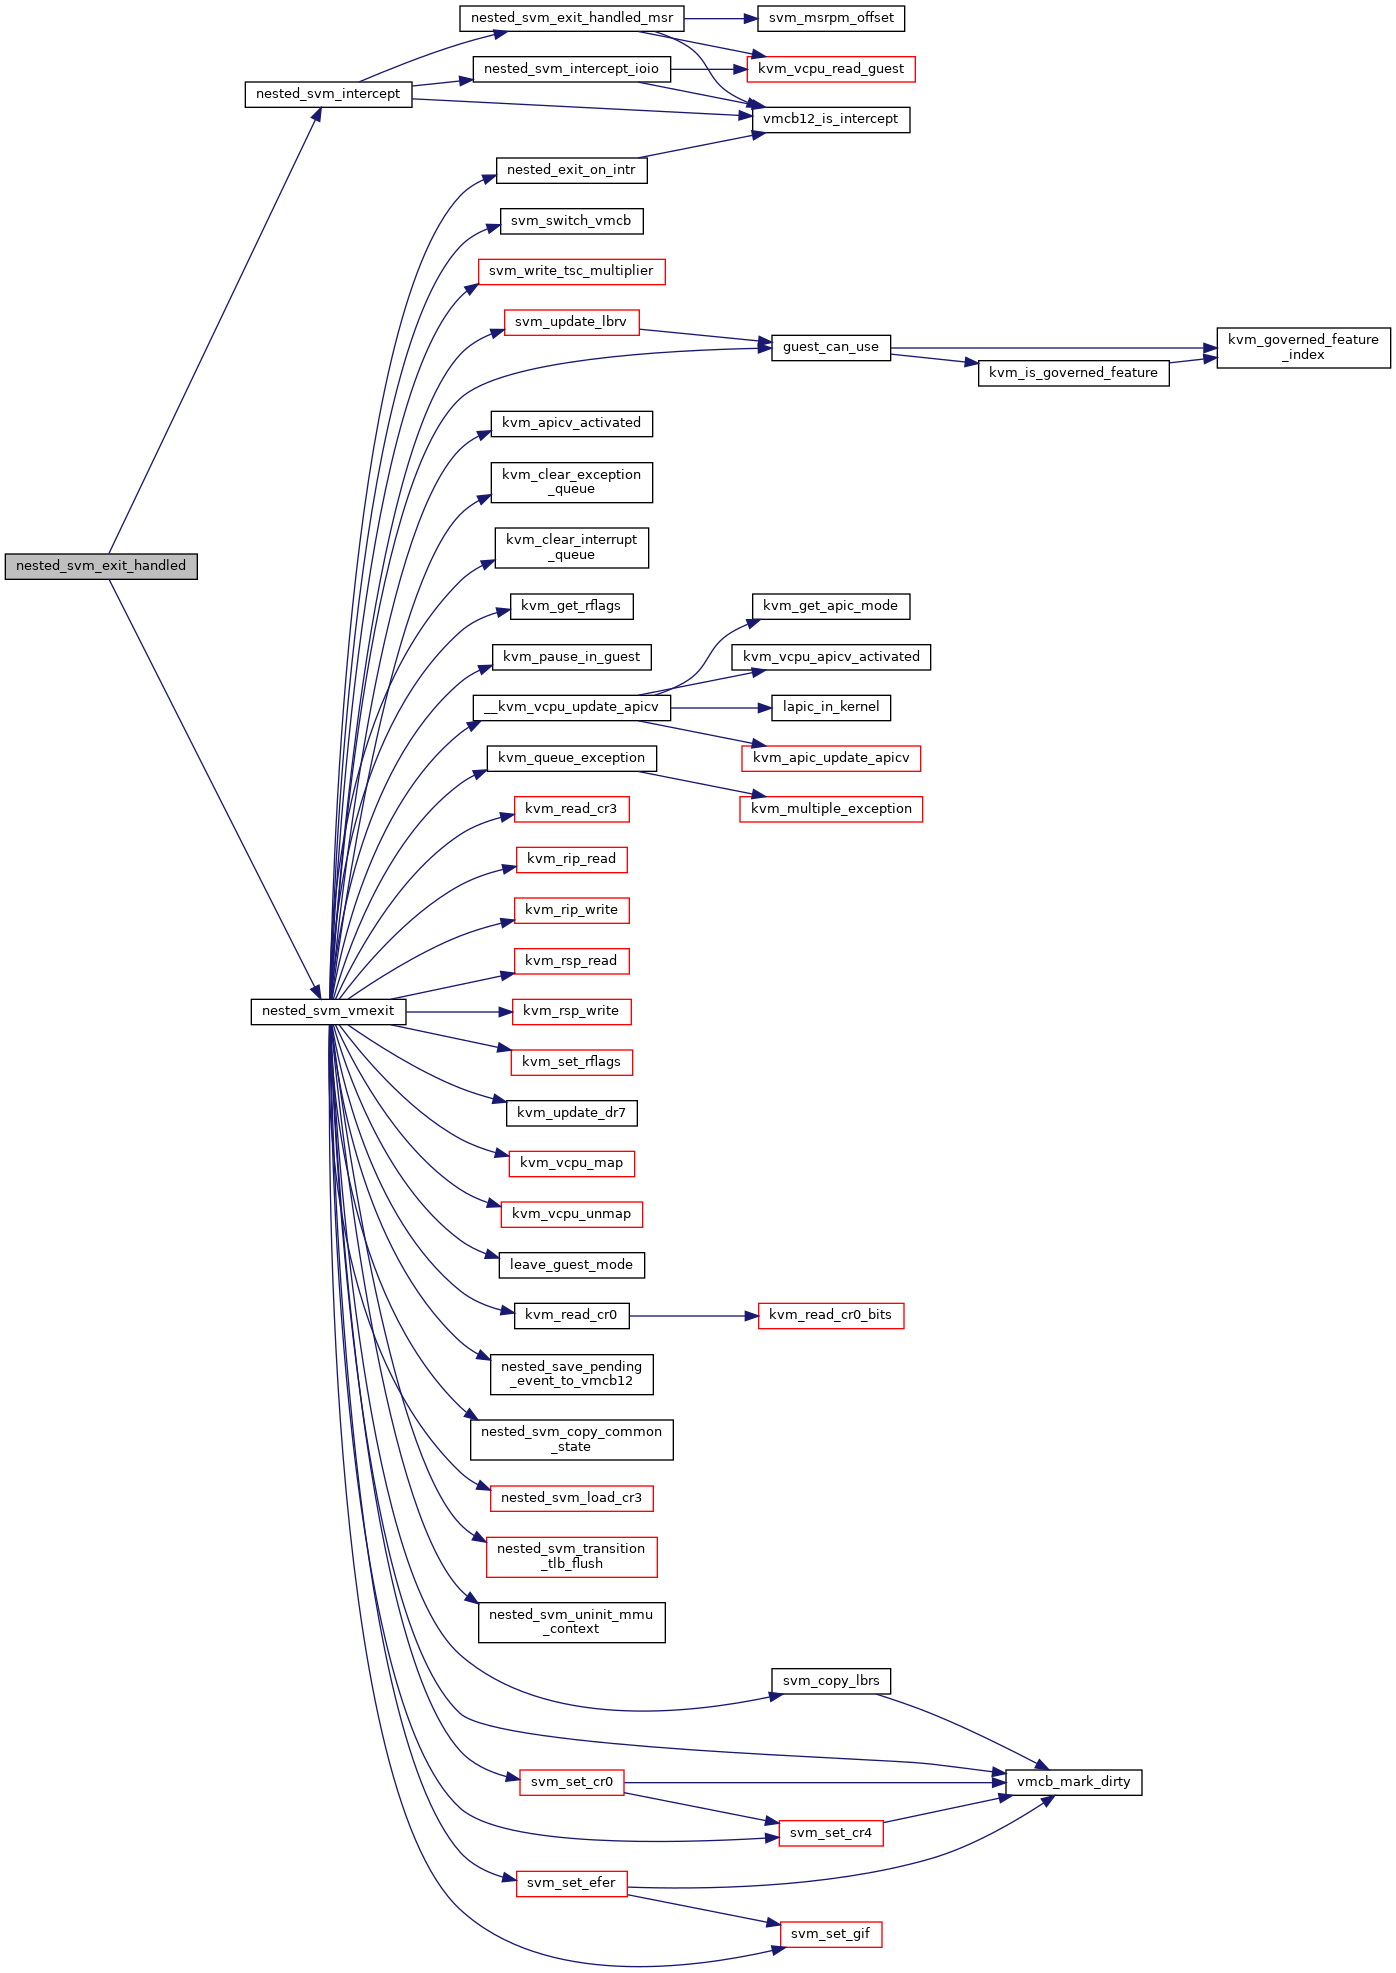 nested_svm_exit_handled_msr
svm_msrpm_offset
nested_svm_intercept_ioio
kvm_vcpu_read_guest
nested_svm_intercept
vmcb12_is_intercept
nested_exit_on_intr
svm_switch_vmcb
svm_write_tsc_multiplier
svm_update_lbrv
guest_can_use
kvm_governed_feature
_index
kvm_is_governed_feature
kvm_apicv_activated
kvm_clear_exception
_queue
kvm_clear_interrupt
_queue
nested_svm_exit_handled
kvm_get_rflags
kvm_get_apic_mode
kvm_pause_in_guest
kvm_vcpu_apicv_activated
__kvm_vcpu_update_apicv
lapic_in_kernel
kvm_queue_exception
kvm_apic_update_apicv
kvm_read_cr3
kvm_multiple_exception
kvm_rip_read
kvm_rip_write
kvm_rsp_read
nested_svm_vmexit
kvm_rsp_write
kvm_set_rflags
kvm_update_dr7
kvm_vcpu_map
kvm_vcpu_unmap
leave_guest_mode
kvm_read_cr0
kvm_read_cr0_bits
nested_save_pending
_event_to_vmcb12
nested_svm_copy_common
_state
nested_svm_load_cr3
nested_svm_transition
_tlb_flush
nested_svm_uninit_mmu
_context
svm_copy_lbrs
svm_set_cr0
vmcb_mark_dirty
svm_set_cr4
svm_set_efer
svm_set_gif